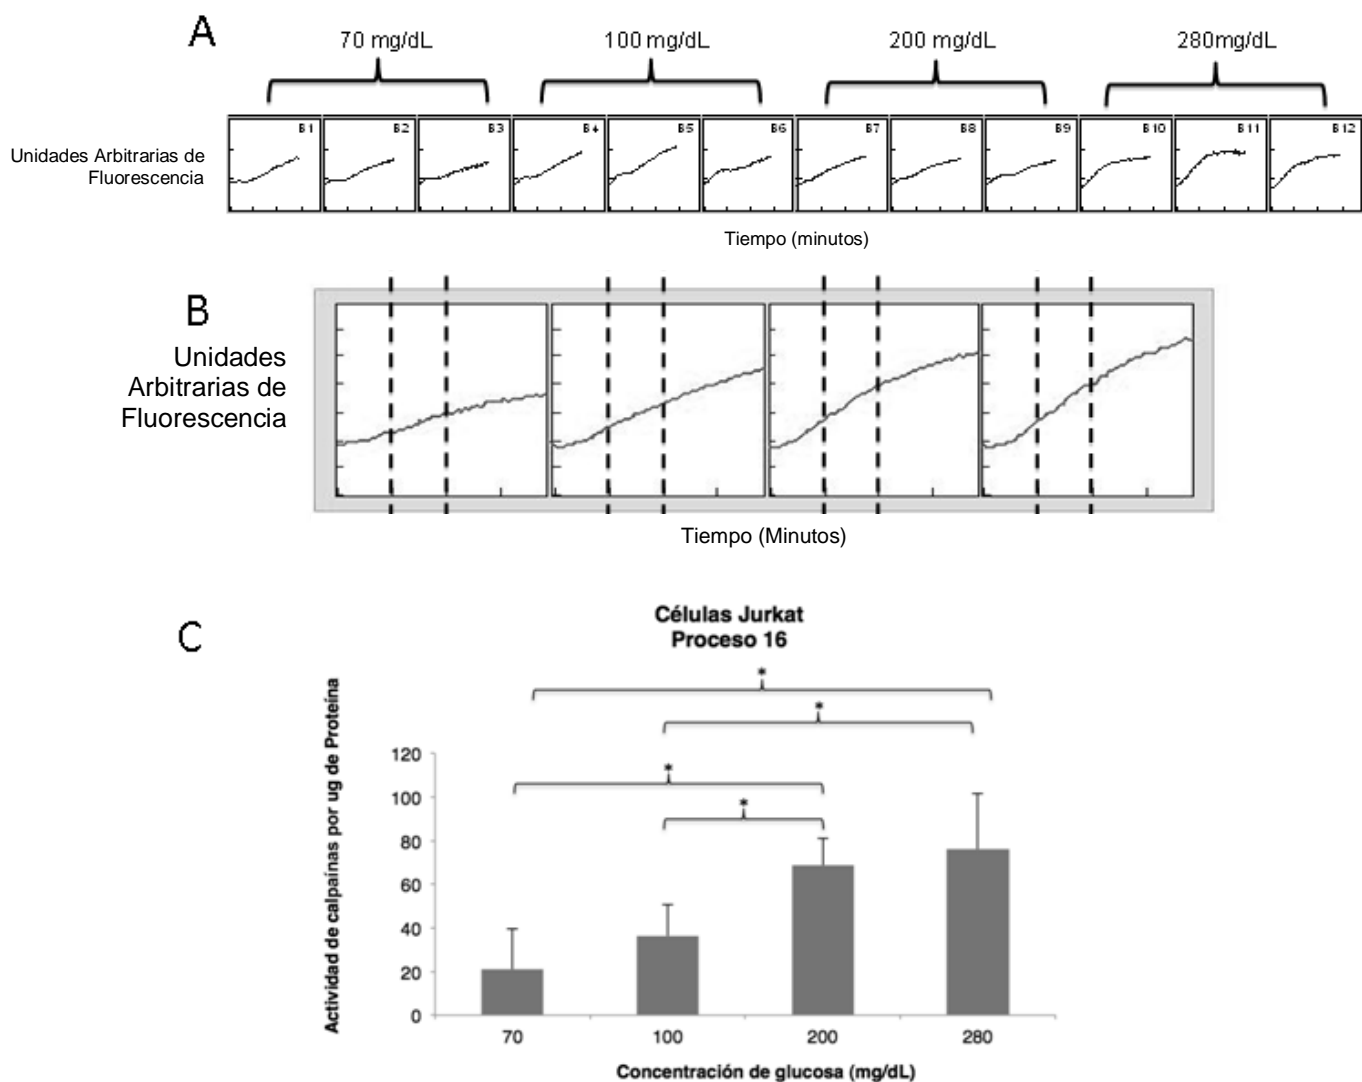 A
70 mg/dL 100 mg/dL 200 mg/dL 280mg/dL
B1 B2 B3 B4 B5 B6 B7 B8 B9 B10 B11 B12
Unidades Arbitrarias de
Fluorescencia
Tiempo (minutos)
B
Unidades
Arbitrarias de
Fluorescencia
Tiempo (Minutos)
C
Células Jurkat
Proceso 16
*
*
*
*
Actividad de calpaínas por ug de Proteína
120
100
80
60
40
20
0
70 100 200 280
Concentración de glucosa (mg/dL)